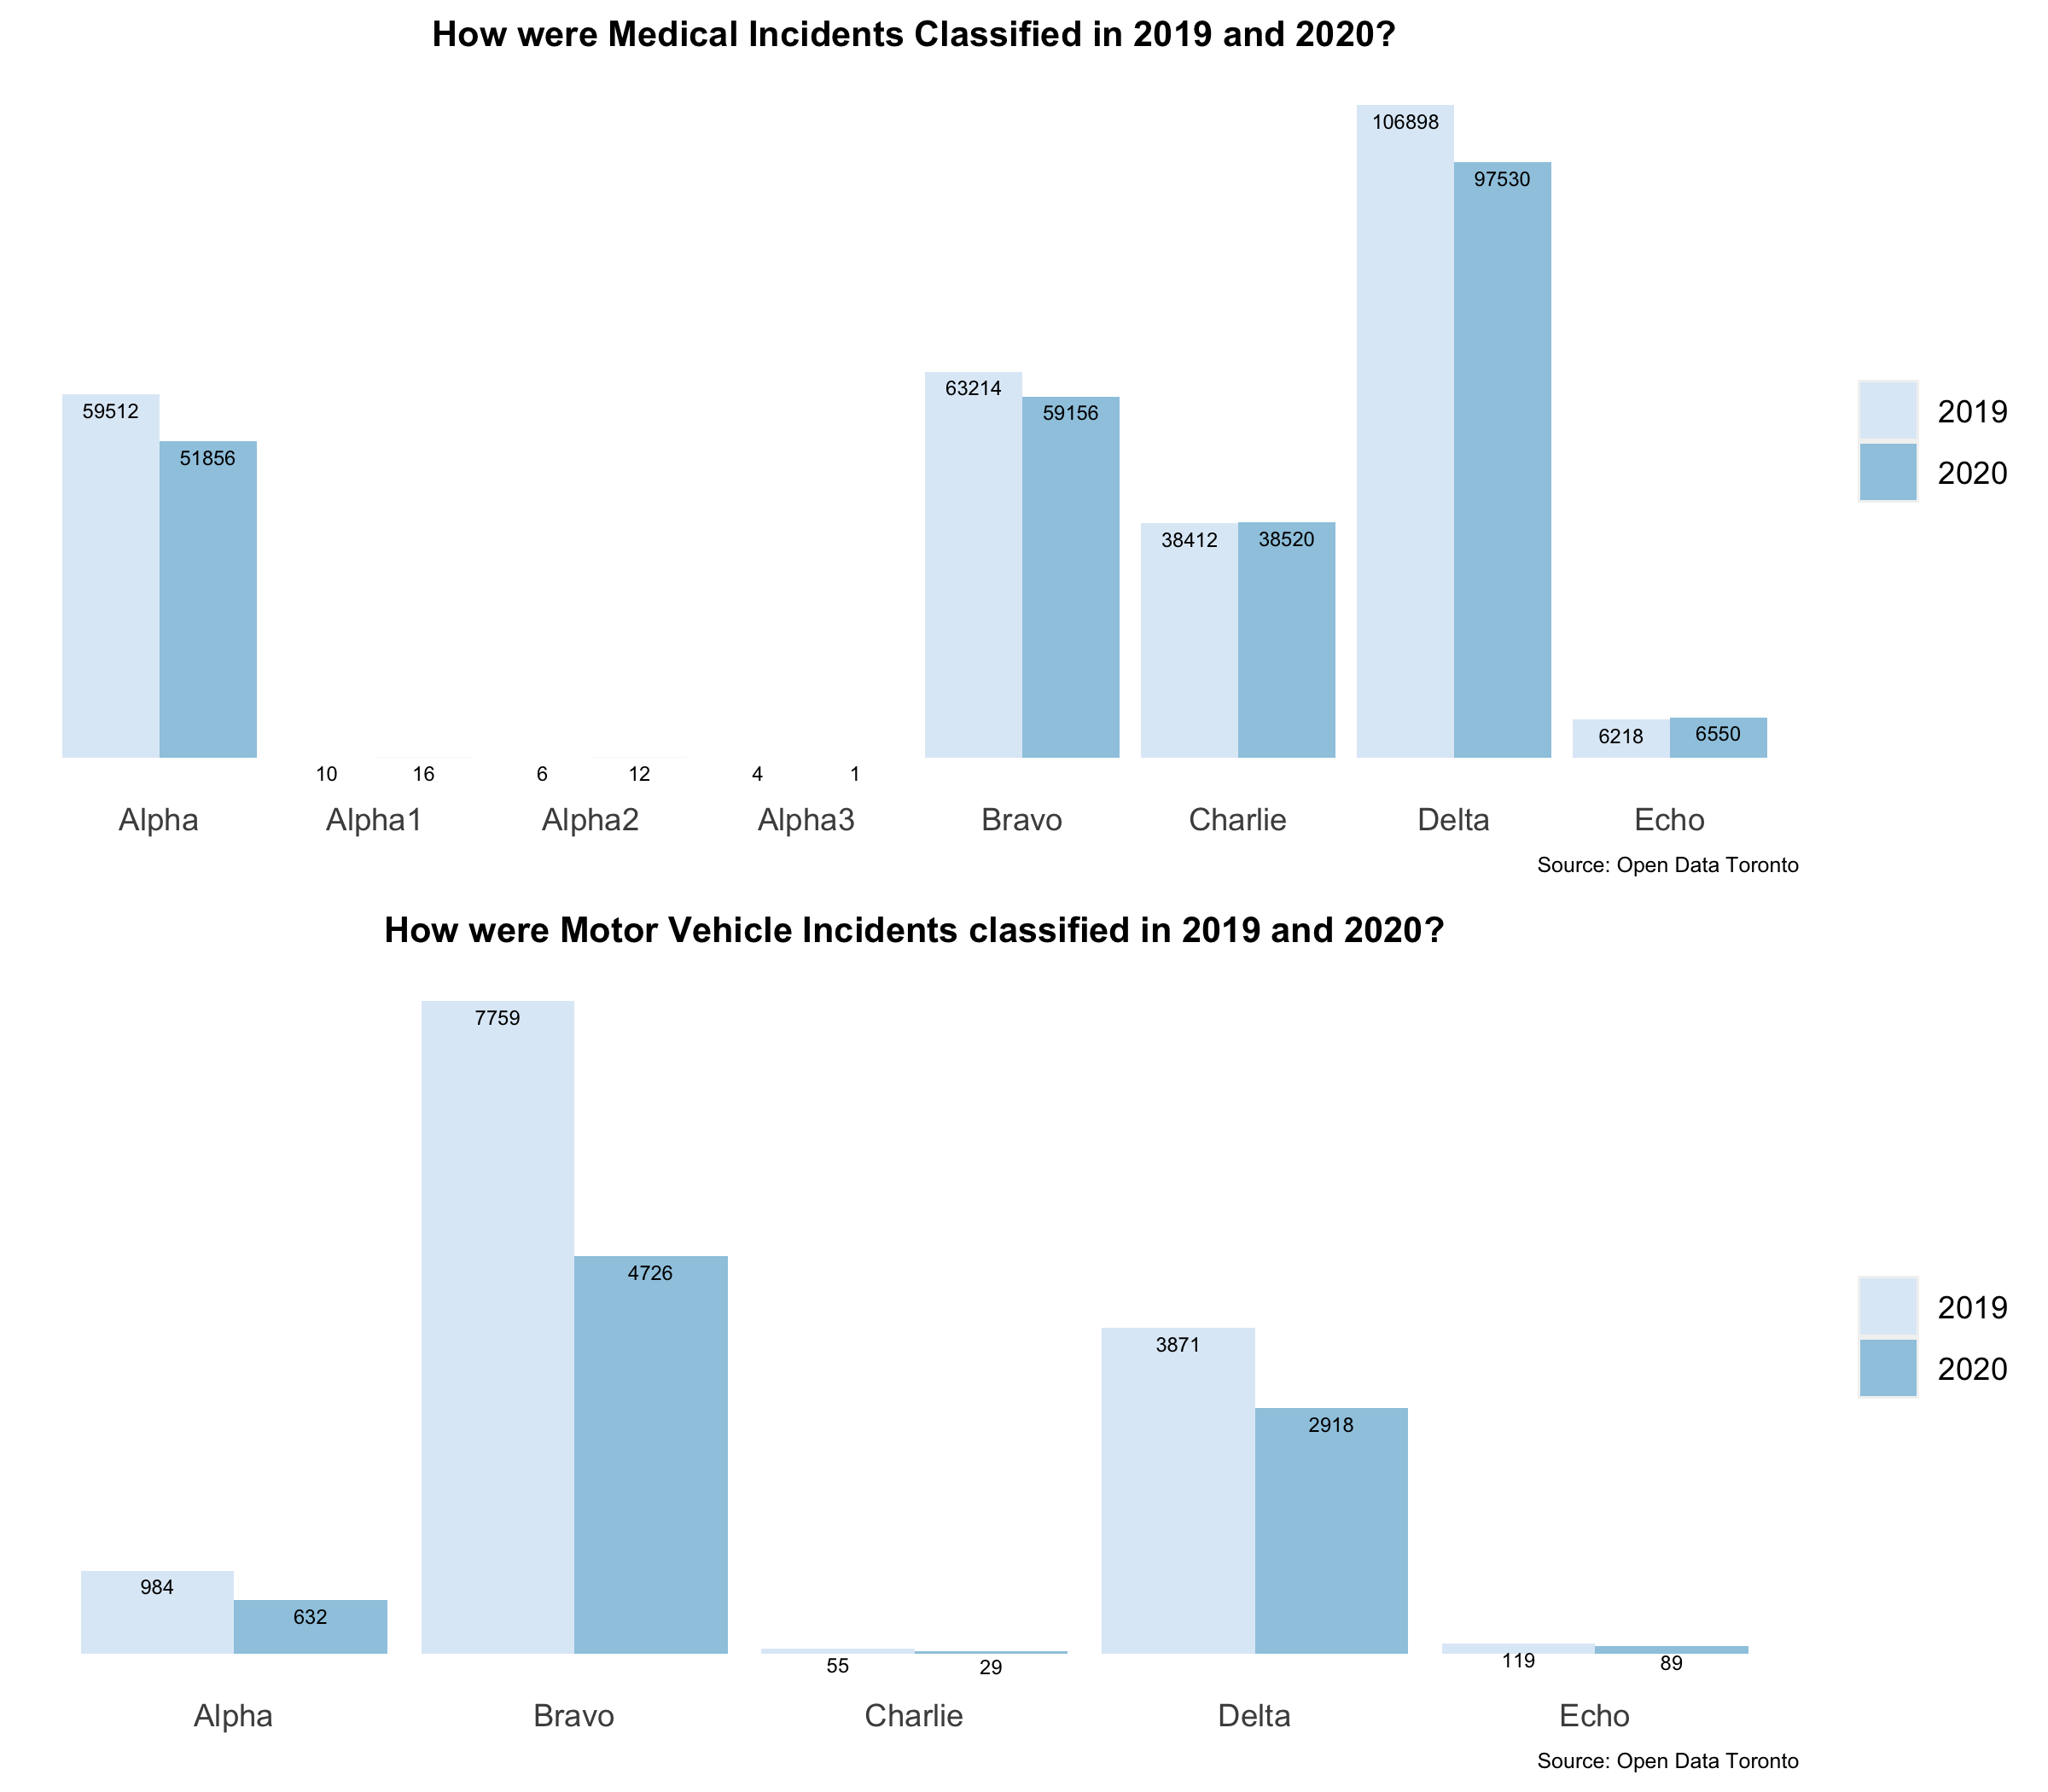 How were Medical Incidents Classified in 2019 and 2020?
106898
97530
63214
59156
59512
51856
38412
38520
6218
6550
10
16
6
12
4
1
2019
2020
Alpha
Alpha1
Alpha2
Alpha3
Bravo
Charlie
Delta
Echo
Source: Open Data Toronto
How were Motor Vehicle Incidents classified in 2019 and 2020?
7759
4726
3871
2918
984
632
55
29
119
89
2019
2020
Alpha
Bravo
Charlie
Delta
Echo
Source: Open Data Toronto